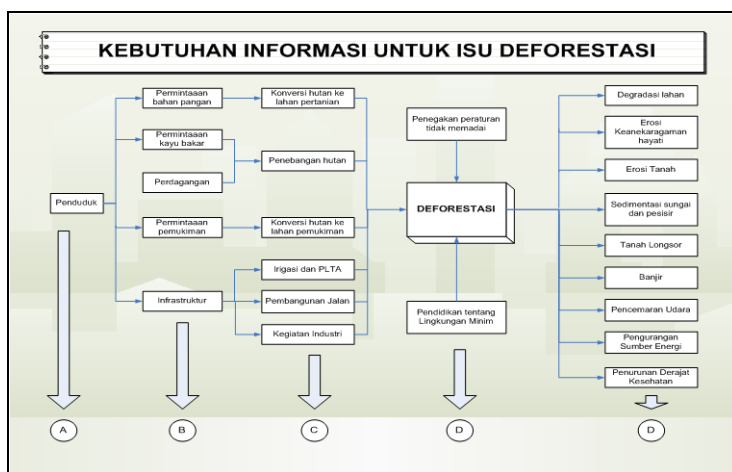 KEBUTUHAN INFORMASI UNTUK ISU DEFORESTASI
Penduduk
Permintaaan
bahan pangan
Permintaaan
kayu bakar
Perdagangan
Permintaaan
pemukiman
Infrastruktur
Konversi hutan ke
lahan pertanian
Penebangan hutan
Konversi hutan ke
lahan pemukiman
Irigasi dan PLTA
Pembangunan Jalan
Kegiatan Industri
Penegakan peraturan
tidak memadai
DEFORESTASI
Pendidikan tentang
Lingkungan Minim
Degradasi lahan
Erosi
Keanekaragaman
hayati
Erosi Tanah
Sedimentasi sungai
dan pesisir
Tanah Longsor
Banjir
Pencemaran Udara
Pengurangan
Sumber Energi
Penurunan Derajat
Kesehatan
A
B
C
D
D